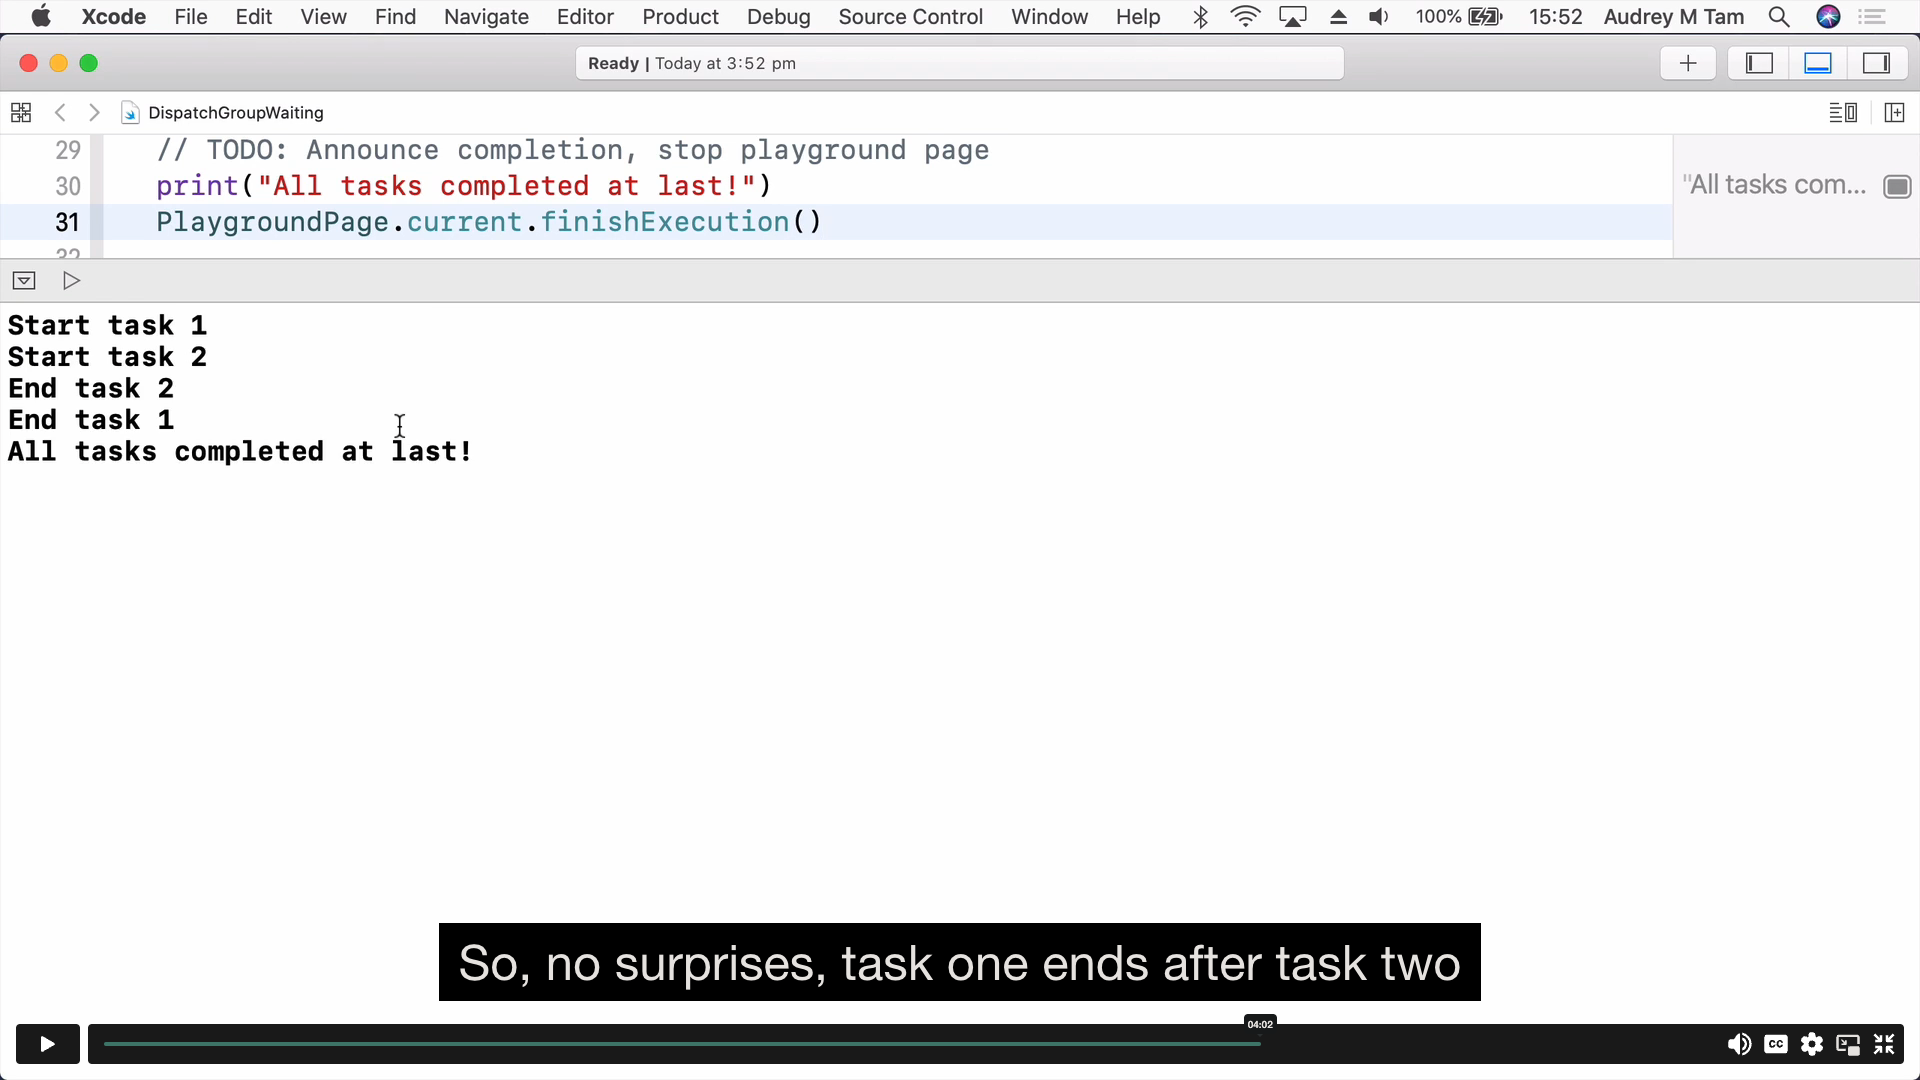 Xcode File Edit View Find Navigate Editor Product Debug Source Control Window Help 100% 15:52 Audrey M Tam
Ready | Today at 3:52 pm
DispatchGroupWaiting
29 // TODO: Announce completion, stop playground page
30 print("All tasks completed at last!") "All tasks com...
31 PlaygroundPage.current.finishExecution()
32
Start task 1
Start task 2
End task 2
End task 1
All tasks completed at last!
So, no surprises, task one ends after task two
04:02
CC